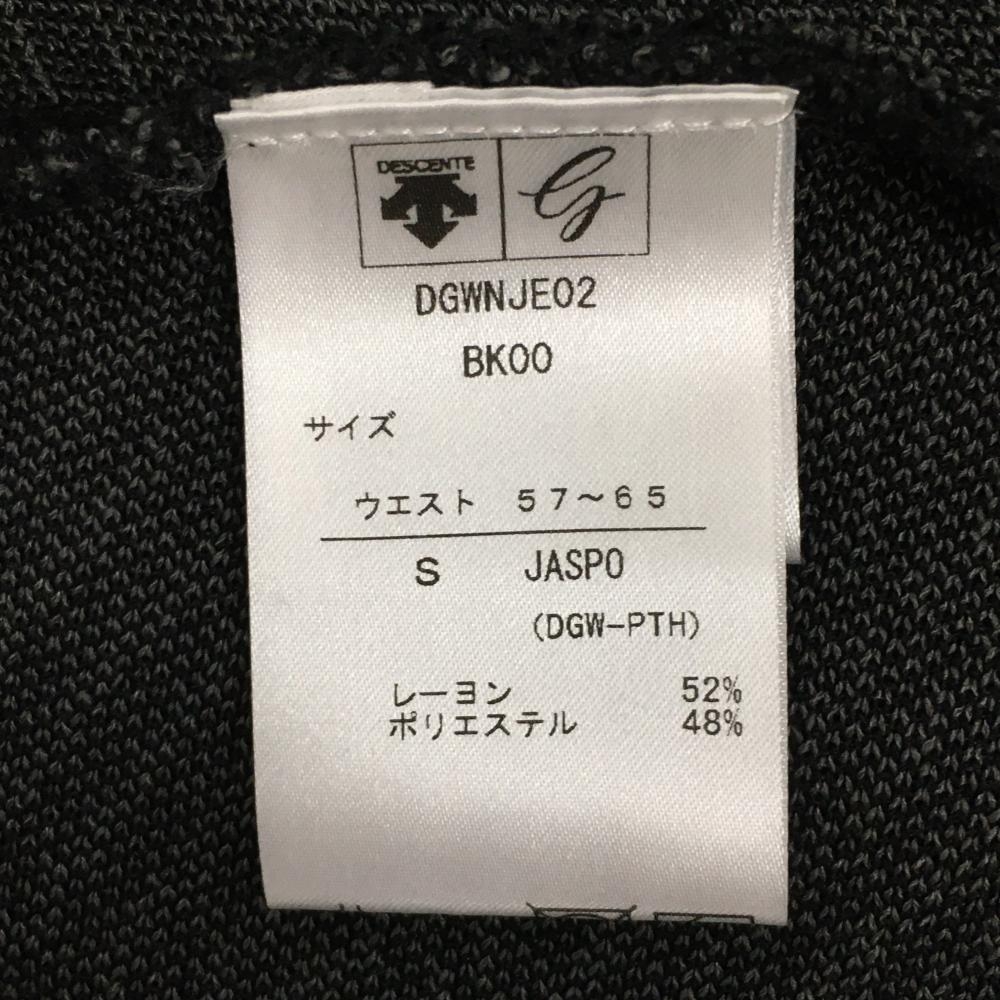 DESCENTE
G
DGWNJE02
BK00
サイズ
ウエスト 57~65
S JASPO
(DGW-PTH)
レーヨン 52%
ポリエステル 48%